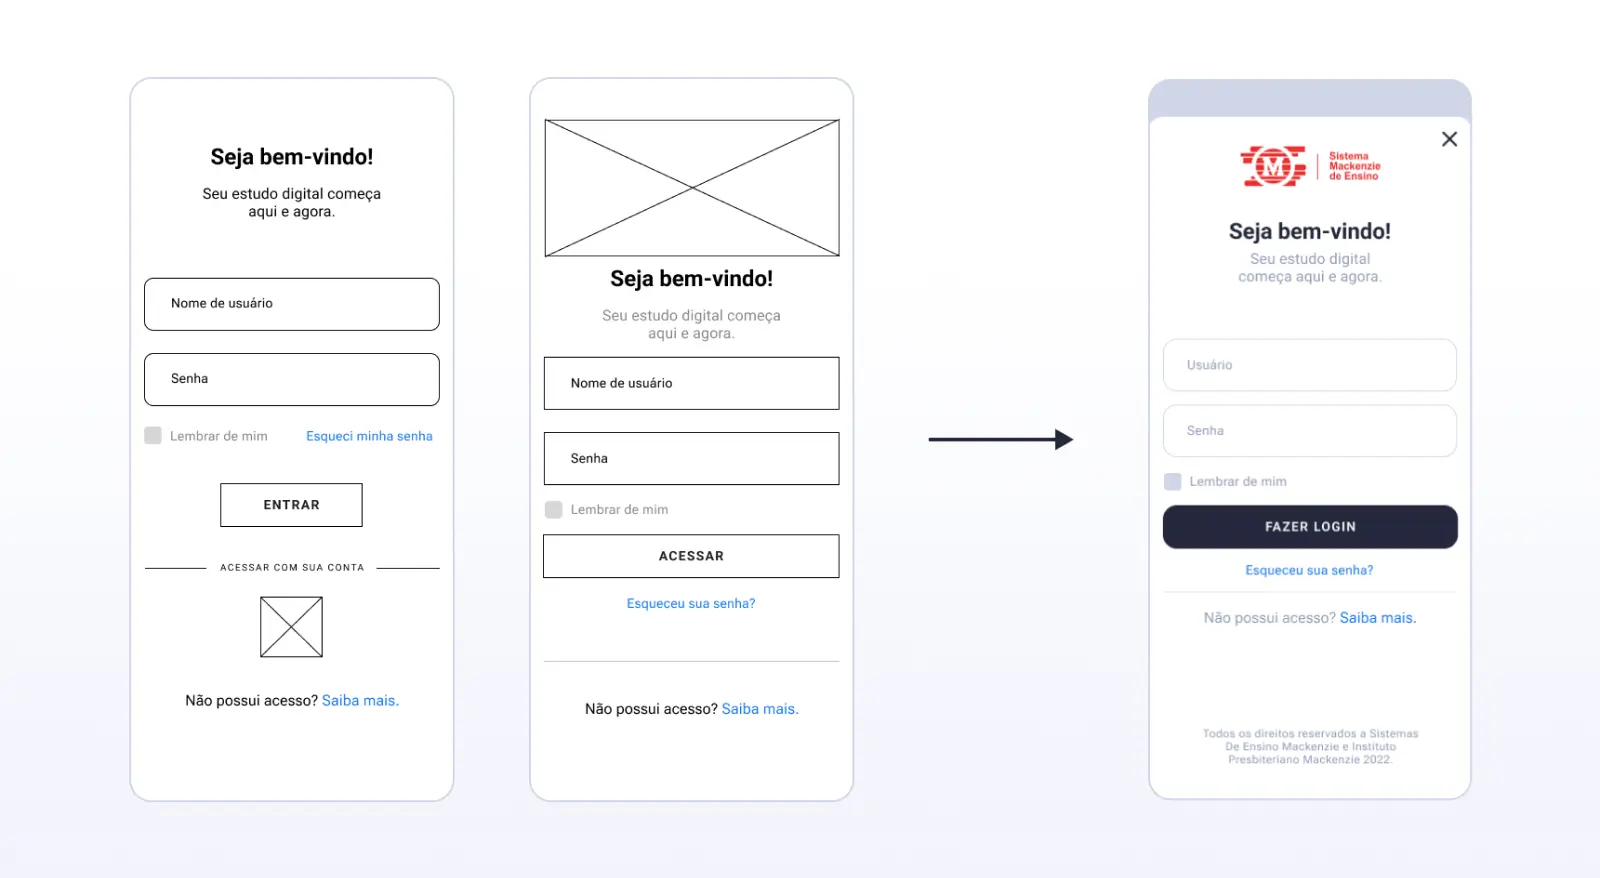 Seja bem-vindo!
Seu estudo digital começa
aqui e agora.
Nome de usuário
Senha
Lembrar de mim
Esqueci minha senha
ENTRAR
ACESSAR COM SUA CONTA
Não possui acesso? Saiba mais.
Seja bem-vindo!
Seu estudo digital começa
aqui e agora.
Nome de usuário
Senha
Lembrar de mim
ACESSAR
Esqueceu sua senha?
Não possui acesso? Saiba mais.
M
Sistema
Mackenzie
de Ensino
Seja bem-vindo!
Seu estudo digital
começa aqui e agora.
Usuário
Senha
Lembrar de mim
FAZER LOGIN
Esqueceu sua senha?
Não possui acesso? Saiba mais.
Todos os direitos reservados a Sistemas
De Ensino Mackenzie e Instituto
Presbiteriano Mackenzie 2022.